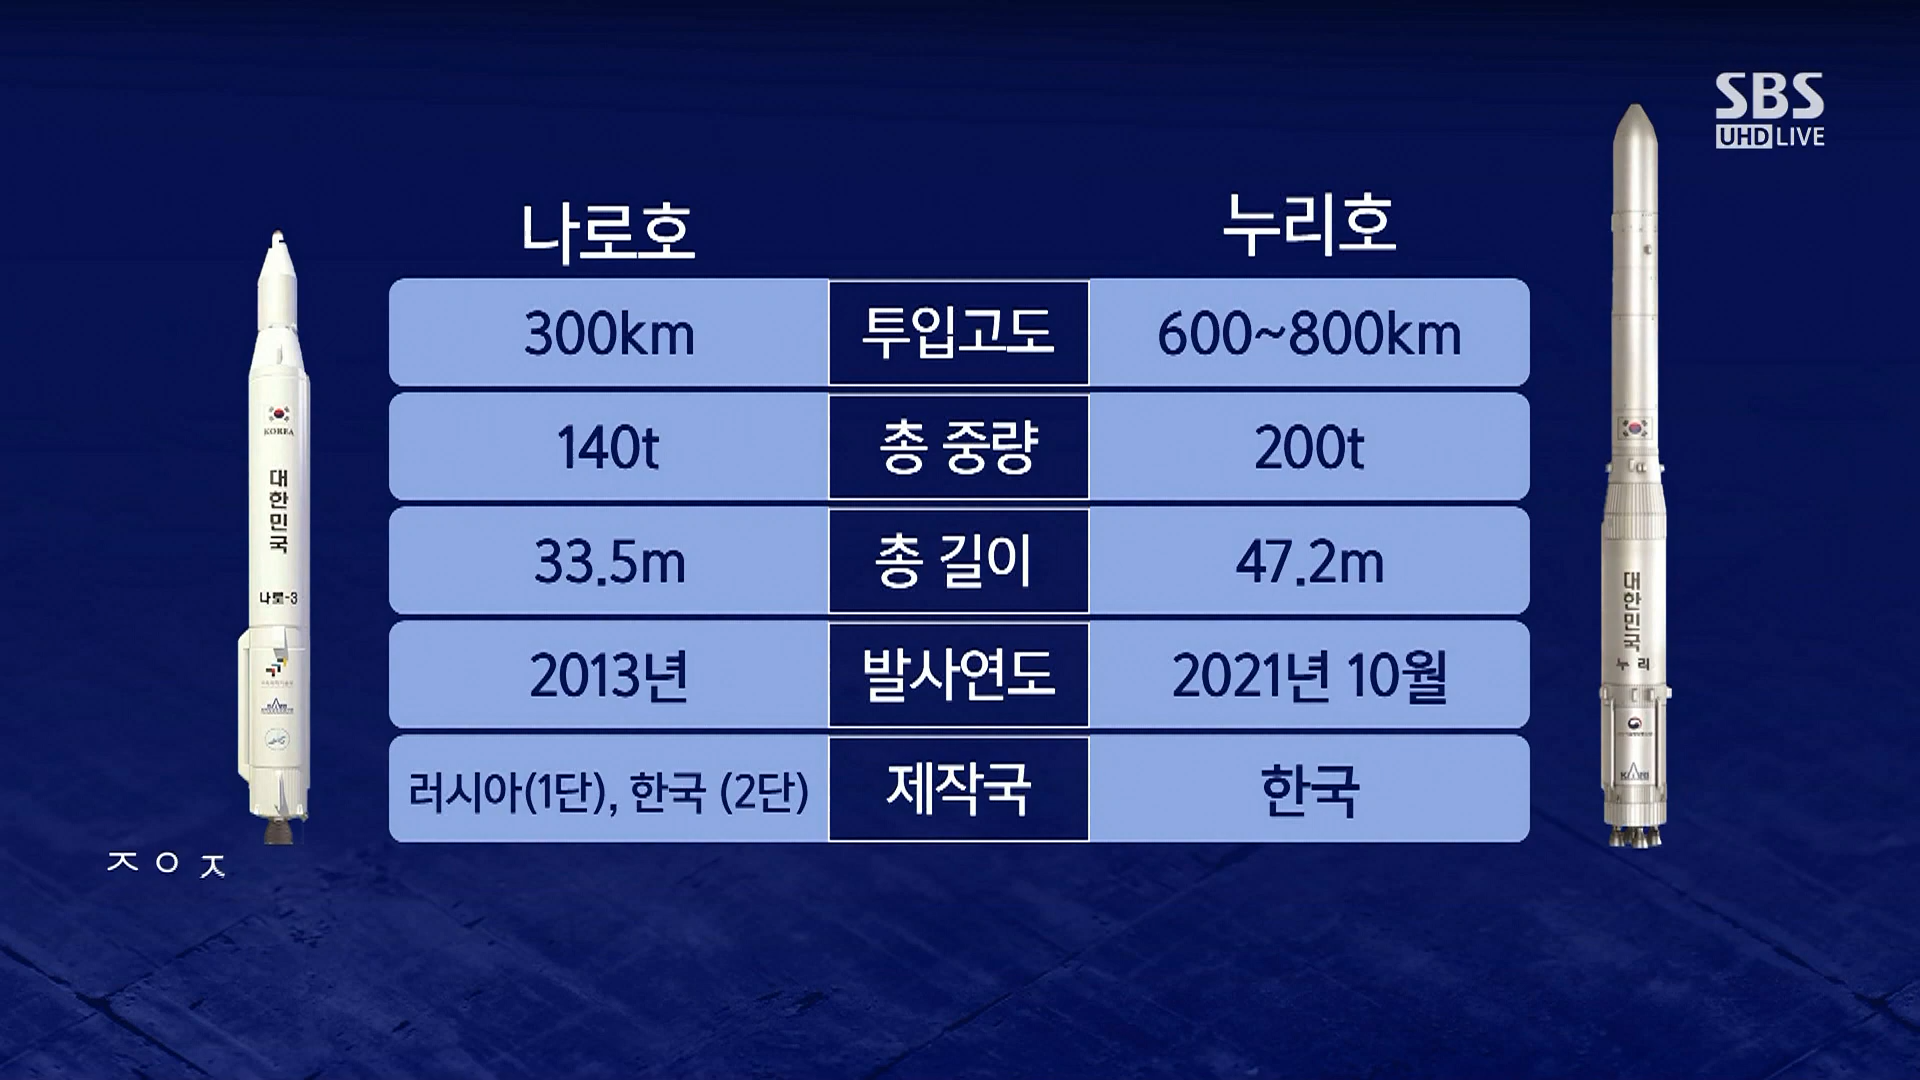 SBS
UHD LIVE
나로호
누리호
300km 투입고도 600~800km
140t 총 중량 200t
33.5m 총 길이 47.2m
2013년 발사연도 2021년 10월
러시아(1단), 한국 (2단) 제작국 한국
KOREA
대한민국
나로-3
대한민국
누리
KARI
ㅈㅇㅈ